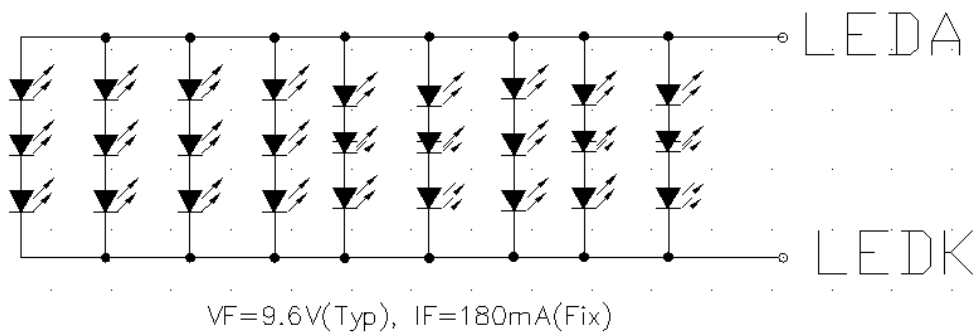 LEDA
LEDK
VF=9.6V(Typ), IF=180mA(Fix)